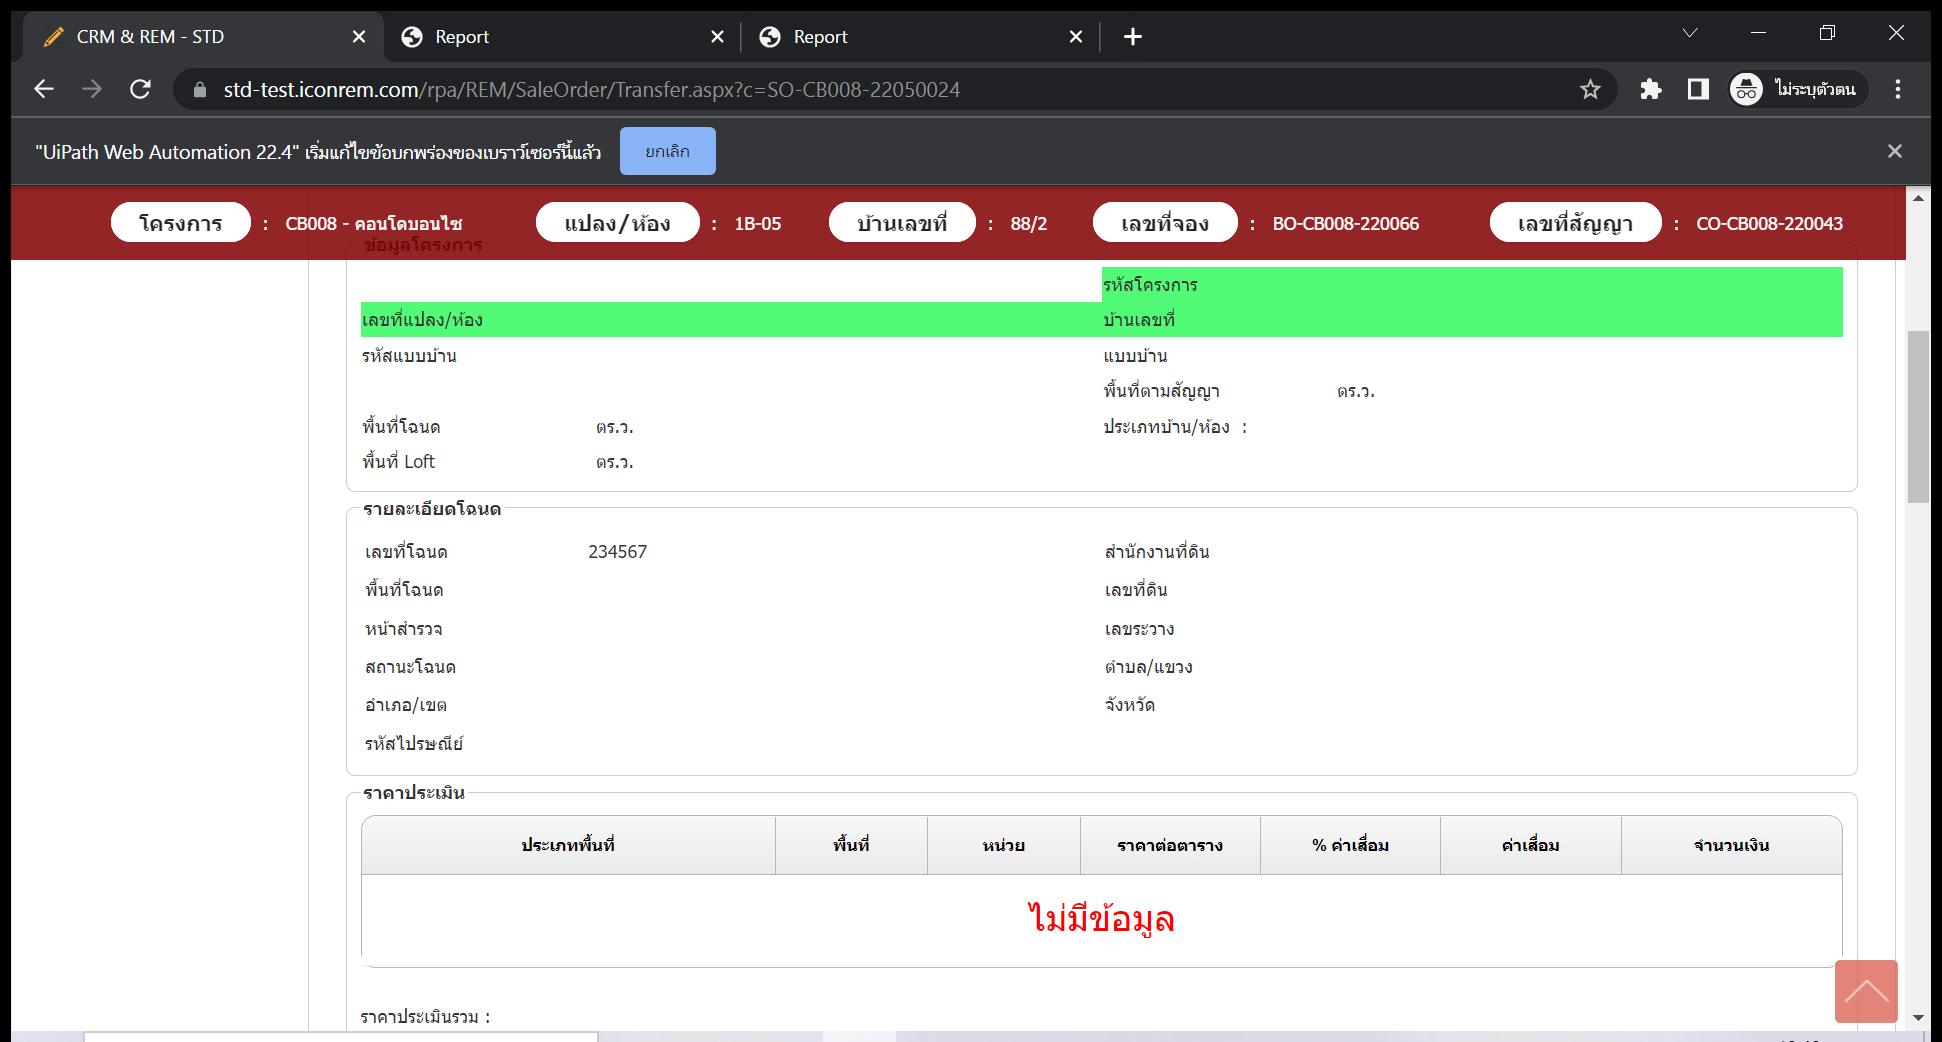 CRM & REM - STD
Report
Report
std-test.iconrem.com/rpa/REM/SaleOrder/Transfer.aspx?c=SO-CB008-22050024
ไม่ระบุตัวตน
"UiPath Web Automation 22.4" เริ่มแก้ไขข้อบกพร่องของเบราว์เซอร์นี้แล้ว
ยกเลิก
โครงการ : CB008 - คอนโดบอนไซ แปลง/ห้อง : 1B-05 บ้านเลขที่ : 88/2 เลขที่จอง : BO-CB008-220066 เลขที่สัญญา : CO-CB008-220043
ข้อมูลโครงการ
รหัสโครงการ
เลขที่แปลง/ห้อง บ้านเลขที่
รหัสแบบบ้าน แบบบ้าน
พื้นที่ตามสัญญา ตร.ว.
พื้นที่โฉนด ตร.ว. ประเภทบ้าน/ห้อง :
พื้นที่ Loft ตร.ว.
รายละเอียดโฉนด
เลขที่โฉนด 234567 สำนักงานที่ดิน
พื้นที่โฉนด เลขที่ดิน
หน้าสำรวจ เลขระวาง
สถานะโฉนด ตำบล/แขวง
อำเภอ/เขต จังหวัด
รหัสไปรษณีย์
ราคาประเมิน
ประเภทพื้นที่ พื้นที่ หน่วย ราคาต่อตาราง % ค่าเสื่อม ค่าเสื่อม จำนวนเงิน
ไม่มีข้อมูล
ราคาประเมินรวม :